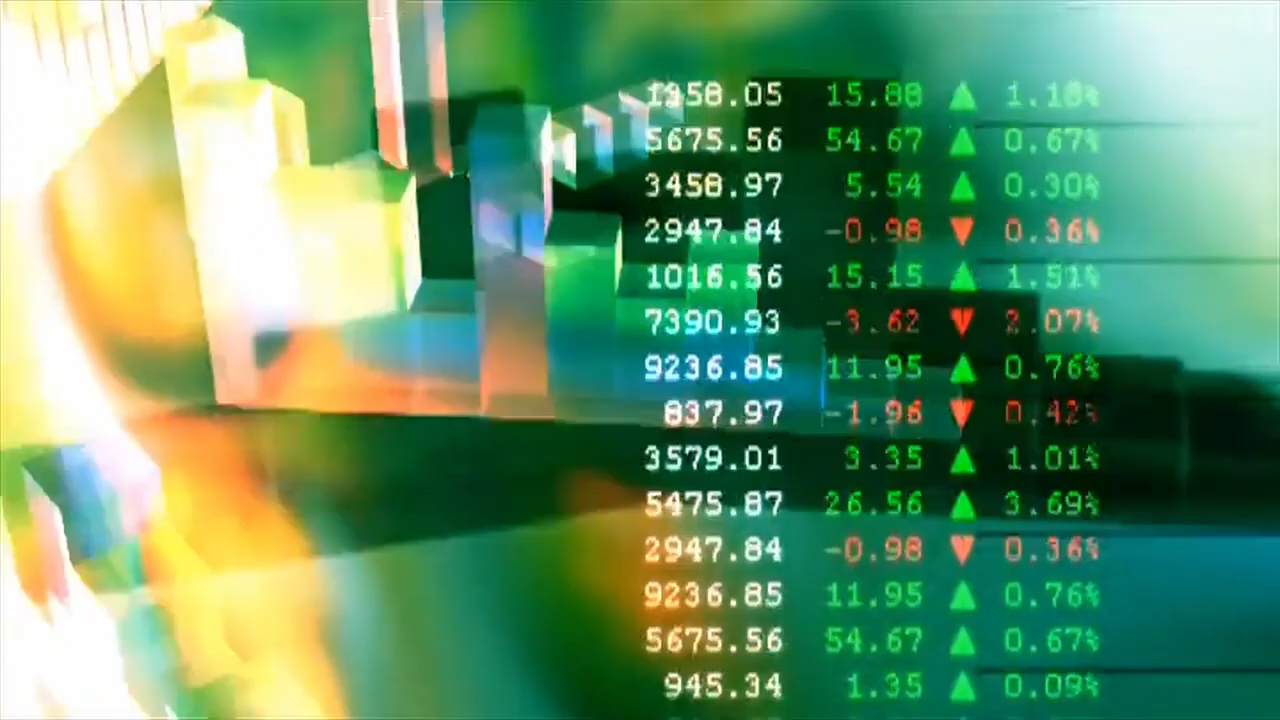 1358.05 15.88 ▲ 1.18%
5675.56 54.67 ▲ 0.67%
3458.97 5.54 ▲ 0.30%
2947.84 -0.98 ▼ 0.36%
1016.56 15.15 ▲ 1.51%
7390.93 -3.62 ▼ 2.07%
9236.85 11.95 ▲ 0.76%
837.97 -1.96 ▼ 0.42%
3579.01 3.35 ▲ 1.01%
5475.87 26.56 ▲ 3.69%
2947.84 -0.98 ▼ 0.36%
9236.85 11.95 ▲ 0.76%
5675.56 54.67 ▲ 0.67%
945.34 1.35 ▲ 0.09%